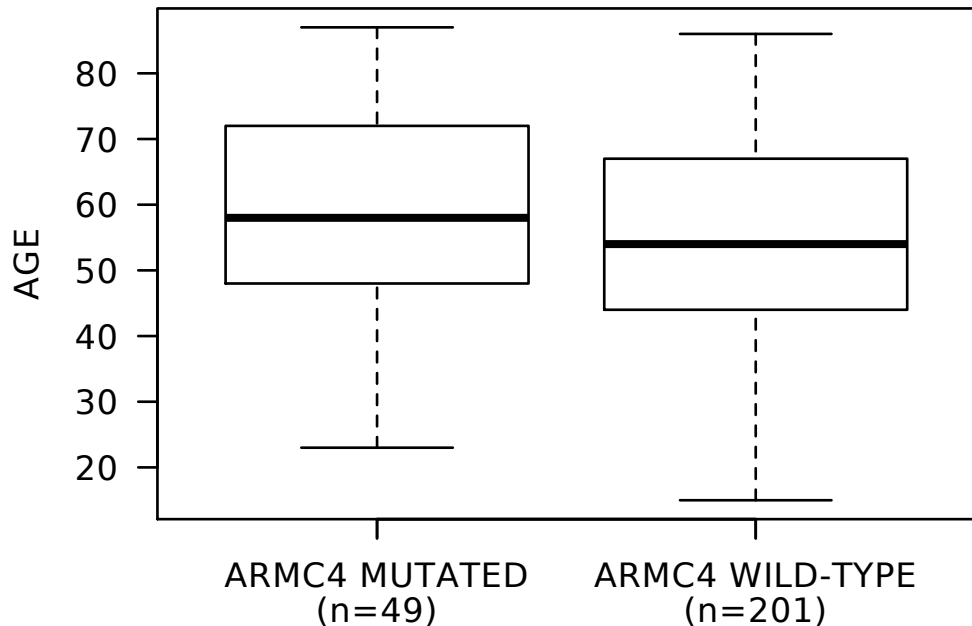 AGE
80
70
60
50
40
30
20
ARMC4 MUTATED
(n=49)
ARMC4 WILD-TYPE
(n=201)